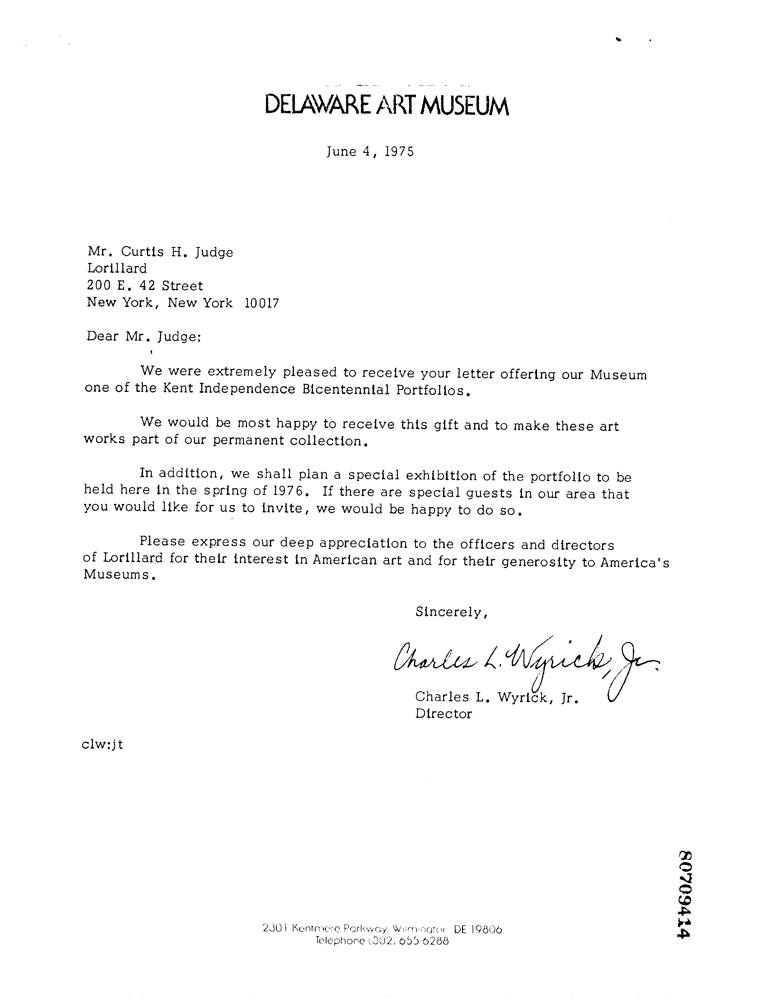 DELAWARE ART MUSEUM
June 4, 1975
Mr. Curtis H. Judge
Lorillard
200 E. 42 Street
New York, New York 10017
Dear Mr. Judge:
We were extremely pleased to receive your letter offering our Museum
one of the Kent Independence Bicentennial Portfolios.
We would be most happy to receive this gift and to make these art
works part of our permanent collection.
In addition, we shall plan a special exhibition of the portfolio to be
held here in the spring of 1976. If there are special guests in our area that
you would like for us to invite, we would be happy to do so.
Please express our deep appreciation to the officers and directors
of Lorillard for their interest in American art and for their generosity to America's
Museums.
Sincerely,
Charles L. Wyrick, Jr.
Charles L. Wyrick, Jr.
Director
clw:jt
80709414
2301 Kentmere Parkway, Wilmington DE 19806
Telephone (302) 655-6288